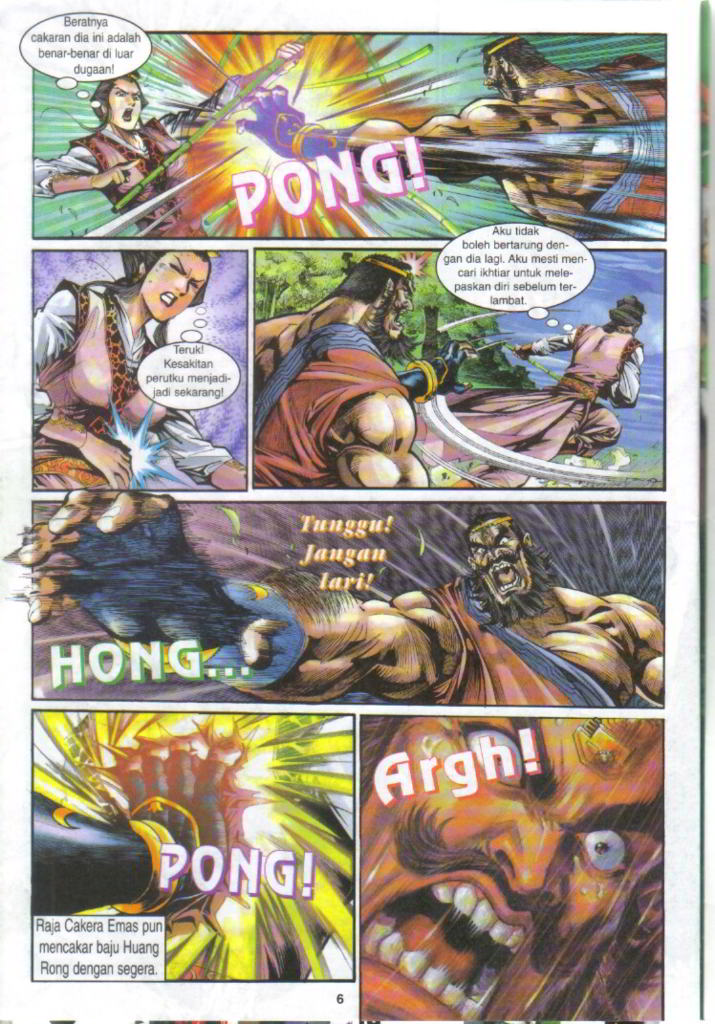 Beratnya
cakaran dia ini adalah
benar-benar di luar
dugaan!
PONG!
Teruk!
Kesakitan
perutku menjadi-
jadi sekarang!
Aku tidak
boleh bertarung den-
gan dia lagi. Aku mesti men-
cari ikhtiar untuk mele-
paskan diri sebelum ter-
lambat.
Tunggu!
Jangan
lari!
HONG...
PONG!
Raja Cakera Emas pun
mencakar baju Huang
Rong dengan segera.
Argh!
6